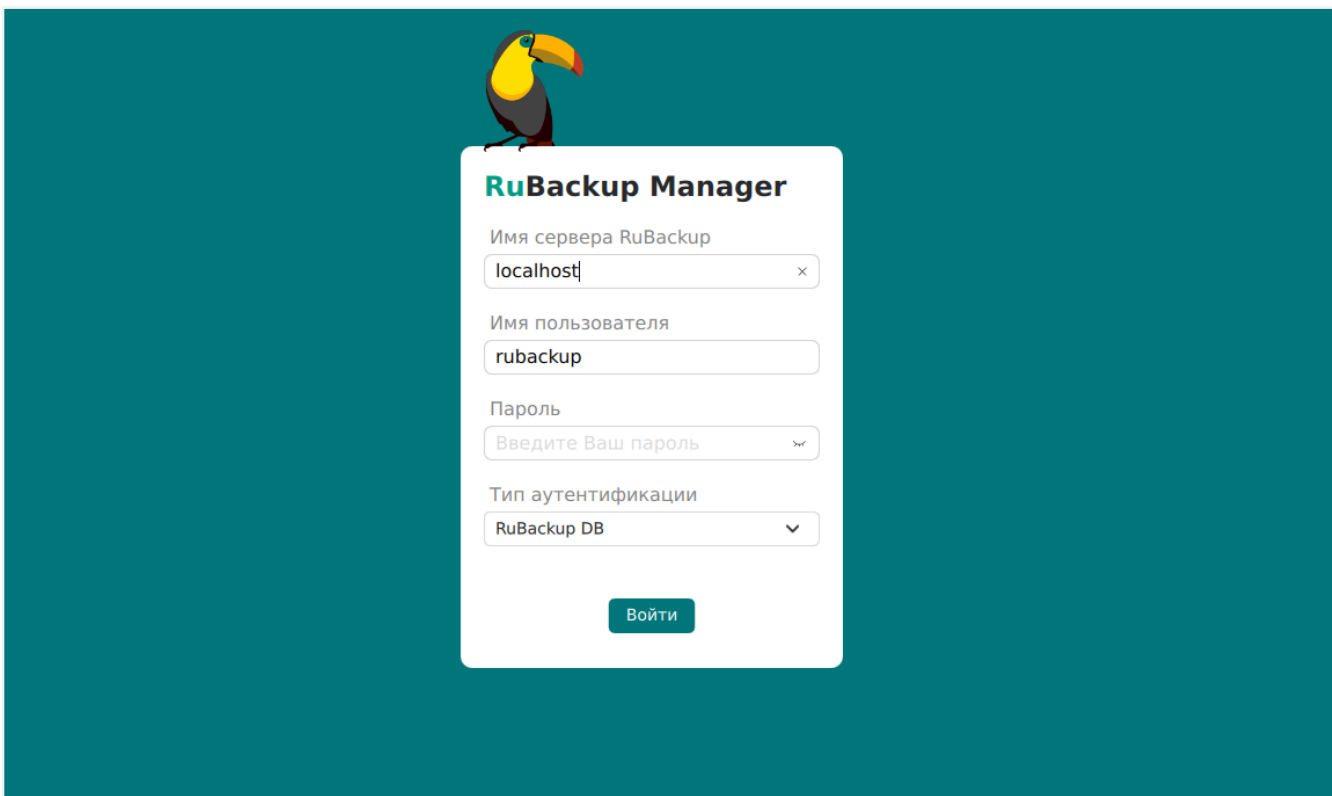 RuBackup Manager
Имя сервера RuBackup
localhost
Имя пользователя
rubackup
Пароль
Введите Ваш пароль
Тип аутентификации
RuBackup DB
Войти